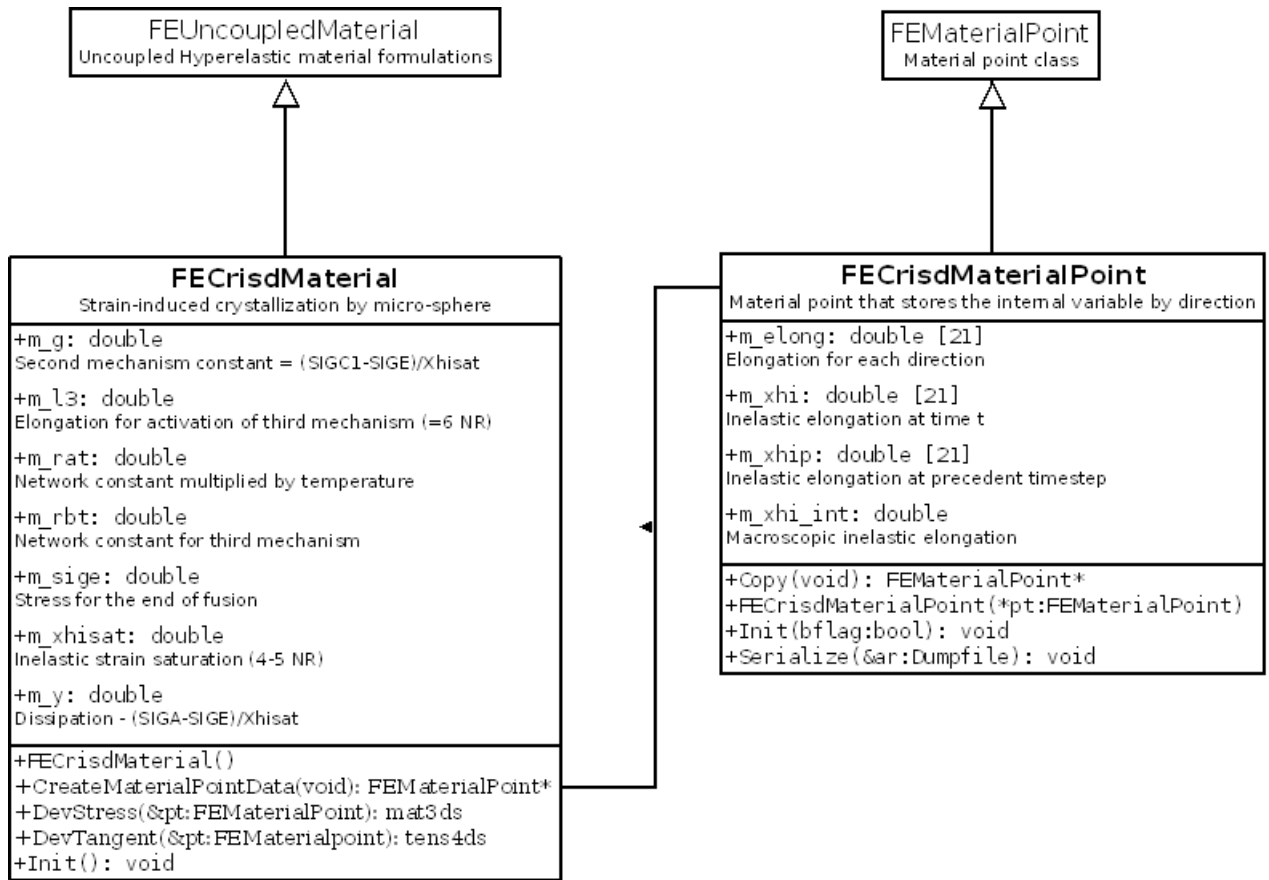 FEUncoupledMaterial
Uncoupled Hyperelastic material formulations
FEMaterialPoint
Material point class
FECrisdMaterial
Strain-induced crystallization by micro-sphere
+m_g: double
Second mechanism constant = (SIGC1-SIGE)/Xhisat
+m_l3: double
Elongation for activation of third mechanism (=6 NR)
+m_rat: double
Network constant multiplied by temperature
+m_rbt: double
Network constant for third mechanism
+m_sige: double
Stress for the end of fusion
+m_xhisat: double
Inelastic strain saturation (4-5 NR)
+m_y: double
Dissipation - (SIGA-SIGE)/Xhisat
+FECrisdMaterial()
+CreateMaterialPointData(void): FEMaterialPoint*
+DevStress(&pt:FEMaterialPoint): mat3ds
+DevTangent(&pt:FEMaterialpoint): tens4ds
+Init(): void
FECrisdMaterialPoint
Material point that stores the internal variable by direction
+m_elong: double [21]
Elongation for each direction
+m_xhi: double [21]
Inelastic elongation at time t
+m_xhip: double [21]
Inelastic elongation at precedent timestep
+m_xhi_int: double
Macroscopic inelastic elongation
+Copy(void): FEMaterialPoint*
+FECrisdMaterialPoint(*pt:FEMaterialPoint)
+Init(bflag:bool): void
+Serialize(&ar:Dumpfile): void